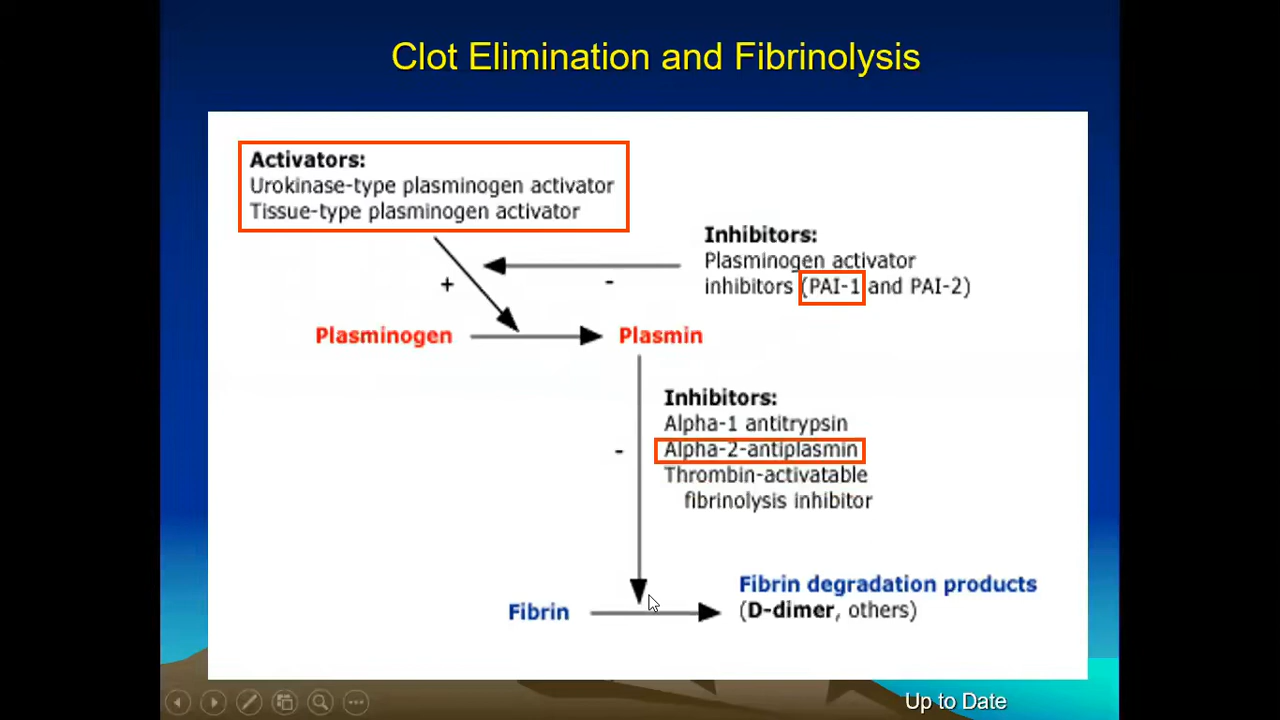 Clot Elimination and Fibrinolysis
Activators:
Urokinase-type plasminogen activator
Tissue-type plasminogen activator
Inhibitors:
Plasminogen activator
inhibitors (PAI-1 and PAI-2)
+
-
Plasminogen
Plasmin
Inhibitors:
Alpha-1 antitrypsin
Alpha-2-antiplasmin
-
Thrombin-activatable
fibrinolysis inhibitor
Fibrin degradation products
Fibrin
(D-dimer, others)
Up to Date